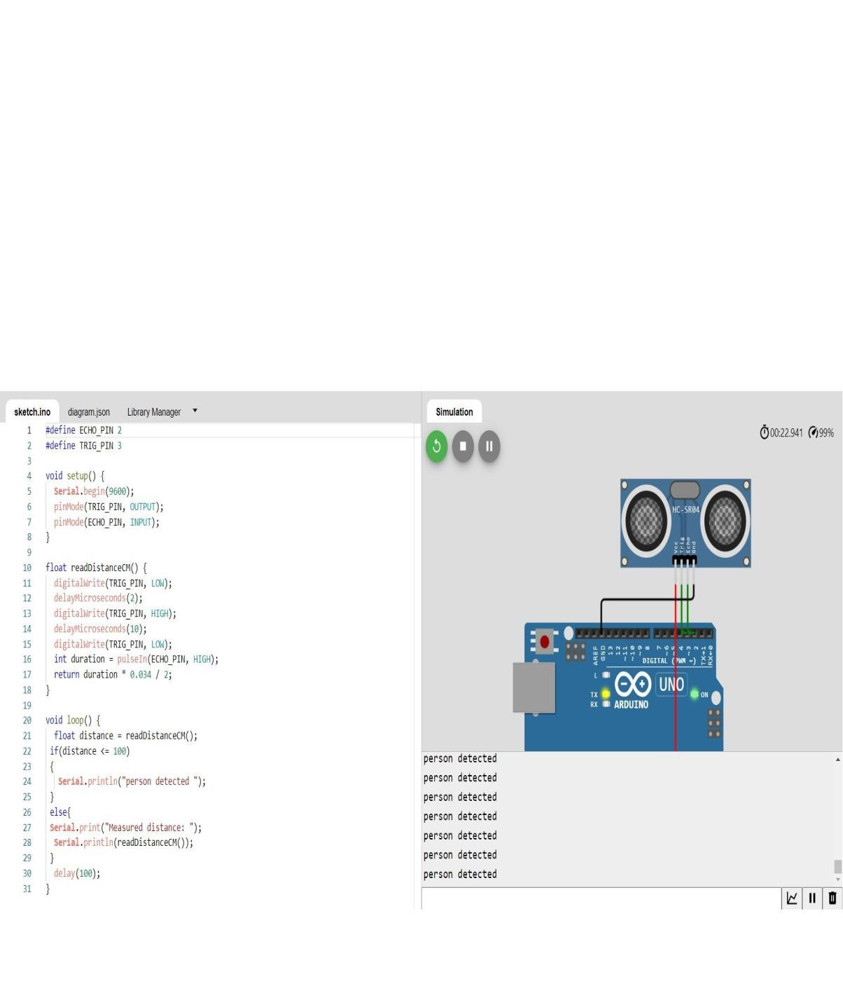 sketch.ino diagram.json Library Manager
1 #define ECHO_PIN 2
2 #define TRIG_PIN 3
3
4 void setup() {
5 Serial.begin(9600);
6 pinMode(TRIG_PIN, OUTPUT);
7 pinMode(ECHO_PIN, INPUT);
8 }
9
10 float readDistanceCM() {
11 digitalWrite(TRIG_PIN, LOW);
12 delayMicroseconds(2);
13 digitalWrite(TRIG_PIN, HIGH);
14 delayMicroseconds(10);
15 digitalWrite(TRIG_PIN, LOW);
16 int duration = pulseIn(ECHO_PIN, HIGH);
17 return duration * 0.034 / 2;
18 }
19
20 void loop() {
21 float distance = readDistanceCM();
22 if(distance <= 100)
23 {
24 Serial.println("person detected ");
25 }
26 else{
27 Serial.print("Measured distance: ");
28 Serial.println(readDistanceCM());
29 }
30 delay(100);
31 }
Simulation
00:22.941 99%
HC-SR04
Vcc
Trig
Echo
Gnd
AREF
GND
13
12
~11
~10
~9
8
7
~6
~5
4
~3
2
TX→1
RX←0
DIGITAL (PWM ~)
L
TX
RX
ARDUINO
UNO
ON
person detected
person detected
person detected
person detected
person detected
person detected
person detected